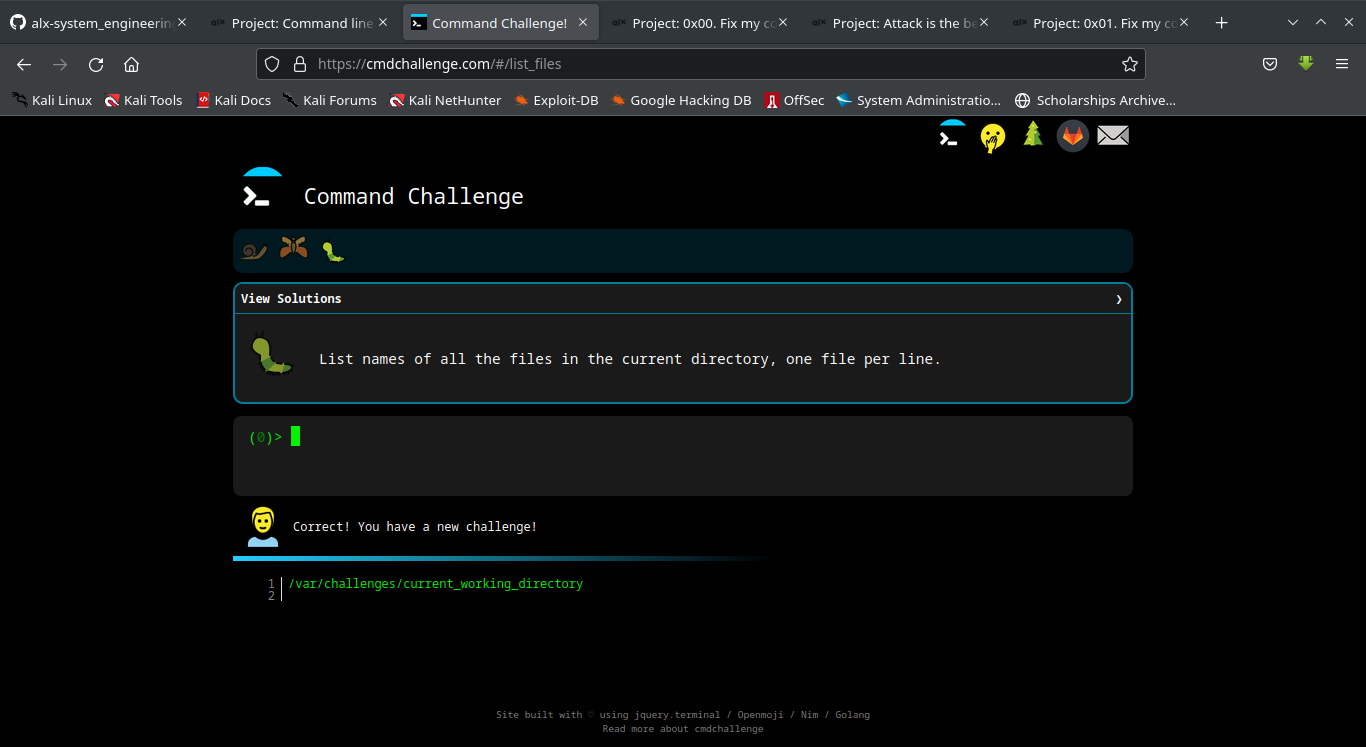 alx-system_engineerin
Project: Command line
Command Challenge!
Project: 0x00. Fix my co
Project: Attack is the be
Project: 0x01. Fix my co
https://cmdchallenge.com/#/list_files
Kali Linux
Kali Tools
Kali Docs
Kali Forums
Kali NetHunter
Exploit-DB
Google Hacking DB
OffSec
System Administratio...
Scholarships Archive...
Command Challenge
View Solutions
List names of all the files in the current directory, one file per line.
(0)>
Correct! You have a new challenge!
1 /var/challenges/current_working_directory
2
Site built with ♡ using jquery.terminal / Openmoji / Nim / Golang
Read more about cmdchallenge